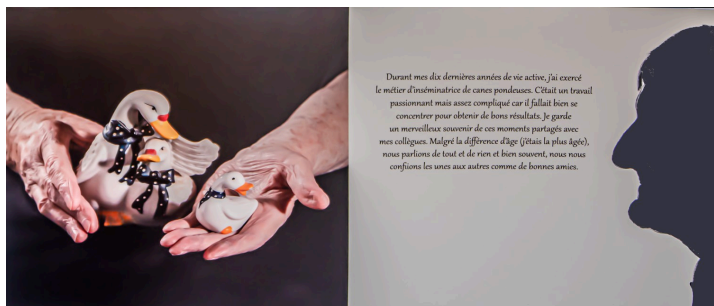 Durant mes dix dernières années de vie active, j'ai exercé
le métier d'inséminatrice de canes pondeuses. C'était un travail
passionnant mais assez compliqué car il fallait bien se
concentrer pour obtenir de bons résultats. Je garde
un merveilleux souvenir de ces moments partagés avec
mes collègues. Malgré la différence d'âge (j'étais la plus âgée),
nous parlions de tout et de rien et bien souvent, nous nous
confiions les unes aux autres comme de bonnes amies.